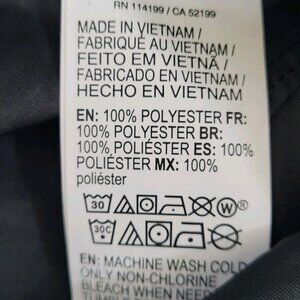 RN 114199 / CA 52199
MADE IN VIETNAM /
FABRIQUÉ AU VIETNAM /
FEITO EM VIETNÃ /
FABRICADO EN VIETNAM /
HECHO EN VIETNAM
EN: 100% POLYESTER FR:
100% POLYESTER BR:
100% POLIÉSTER ES: 100%
POLIÉSTER MX: 100%
poliéster
30 W
30C
EN: MACHINE WASH COLD
ONLY NON-CHLORINE
BLEACH WHEN NEED